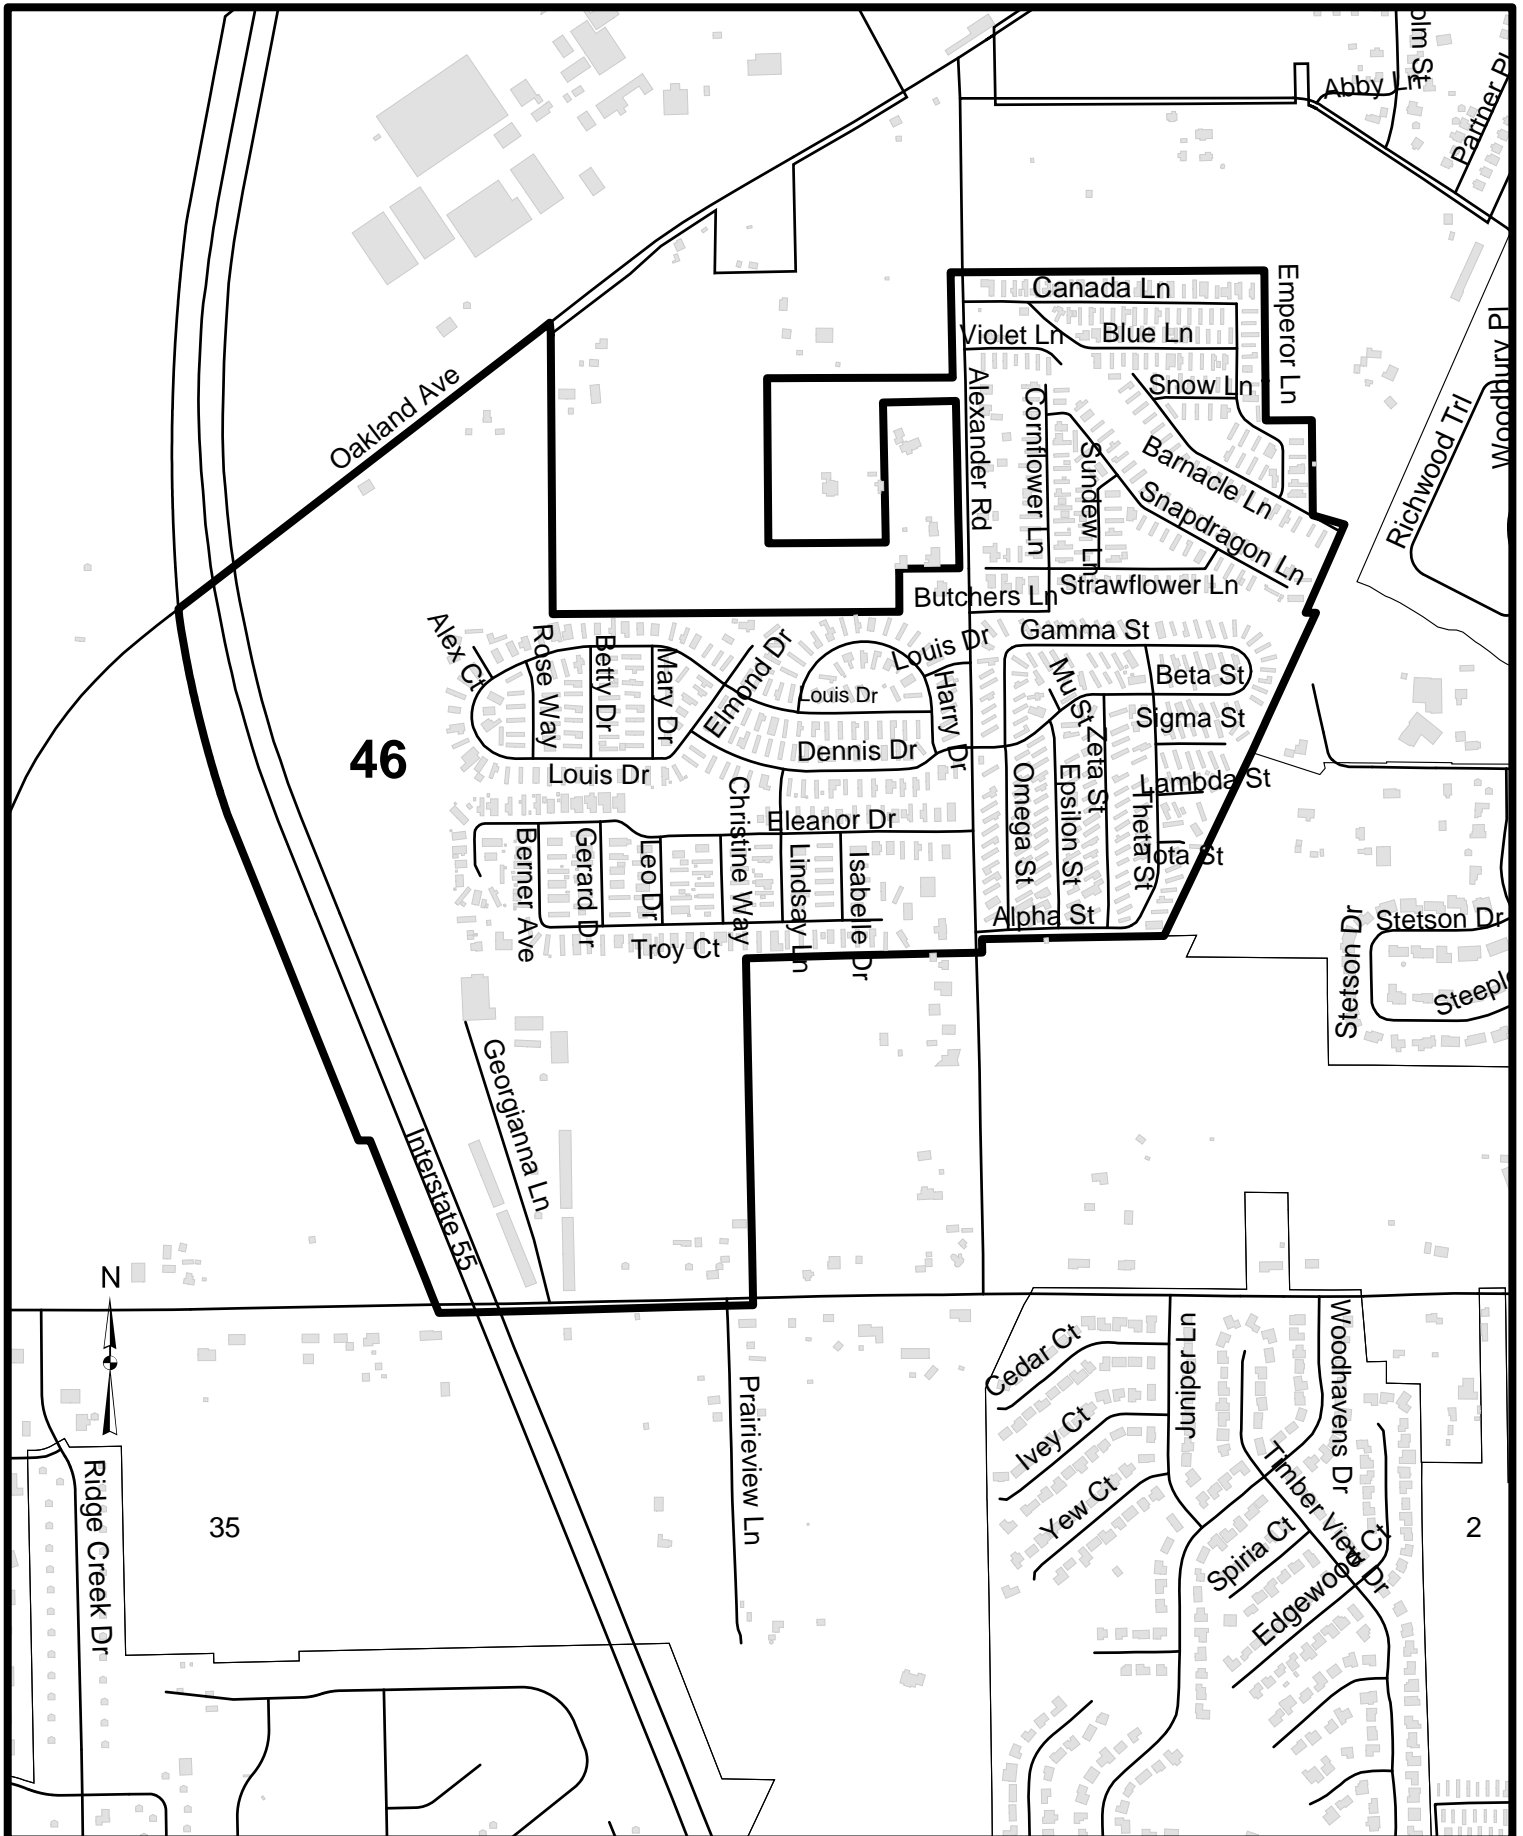 olm St
Abby Ln
Partner Pl
Canada Ln
Emperor Ln
Violet Ln
Blue Ln
Woodbury Pl
Oakland Ave
Alexander Rd
Cornflower Ln
Snow Ln
Richwood Trl
Sundew Ln
Barnacle Ln
Snapdragon Ln
Strawflower Ln
Butchers Ln
Alex Ct
Rose Way
Betty Dr
Mary Dr
Elmond Dr
Louis Dr
Gamma St
Louis Dr
Harry Dr
Mu St
Beta St
Sigma St
46
Dennis Dr
Louis Dr
Zeta St
Lambda St
Christine Way
Omega St
Epsilon St
Theta St
Eleanor Dr
Iota St
Berner Ave
Gerard Dr
Leo Dr
Lindsay Ln
Isabelle Dr
Alpha St
Troy Ct
Stetson Dr
Stetson Dr
Steepl
Georgianna Ln
Interstate 55
N
Cedar Ct
Juniper Ln
Woodhavens Dr
Prairieview Ln
Ivey Ct
Timber View Dr
Ridge Creek Dr
Yew Ct
35
2
Spiria Ct
Edgewood Ct